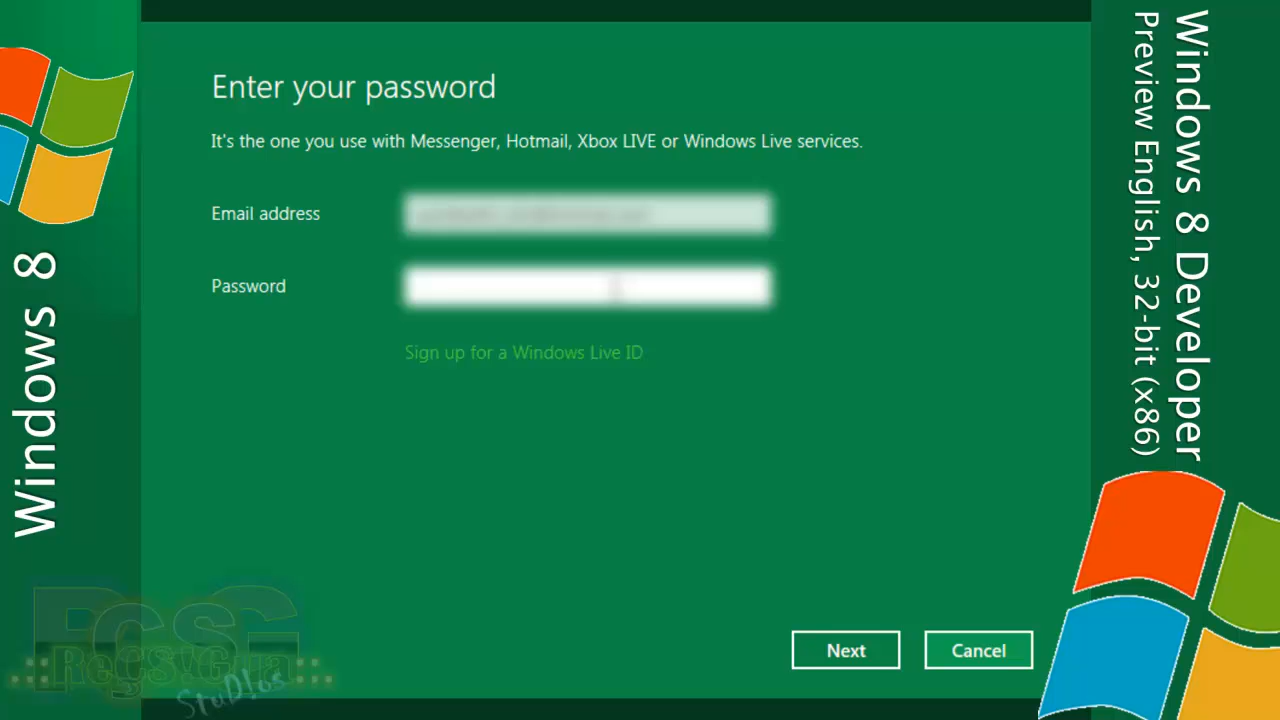 Windows 8
Enter your password
It's the one you use with Messenger, Hotmail, Xbox LIVE or Windows Live services.
Email address
Password
Sign up for a Windows Live ID
Next
Cancel
Windows 8 Developer
Preview English, 32-bit (x86)
StuD!os